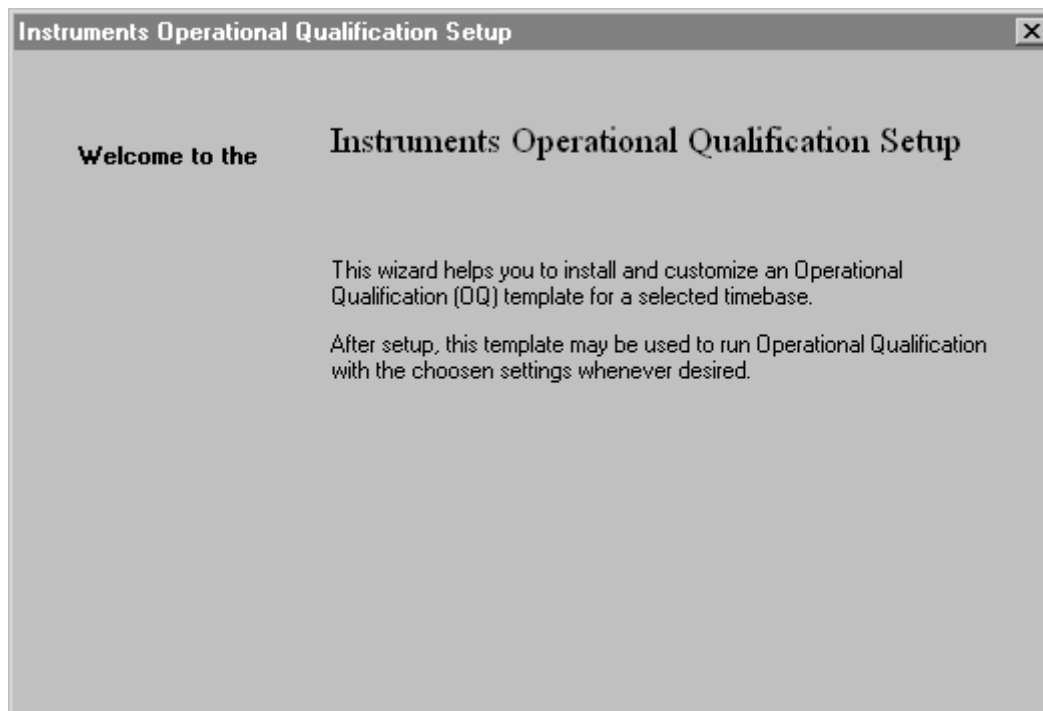 Instruments Operational Qualification Setup
Welcome to the
Instruments Operational Qualification Setup
This wizard helps you to install and customize an Operational
Qualification (OQ) template for a selected timebase.
After setup, this template may be used to run Operational Qualification
with the choosen settings whenever desired.